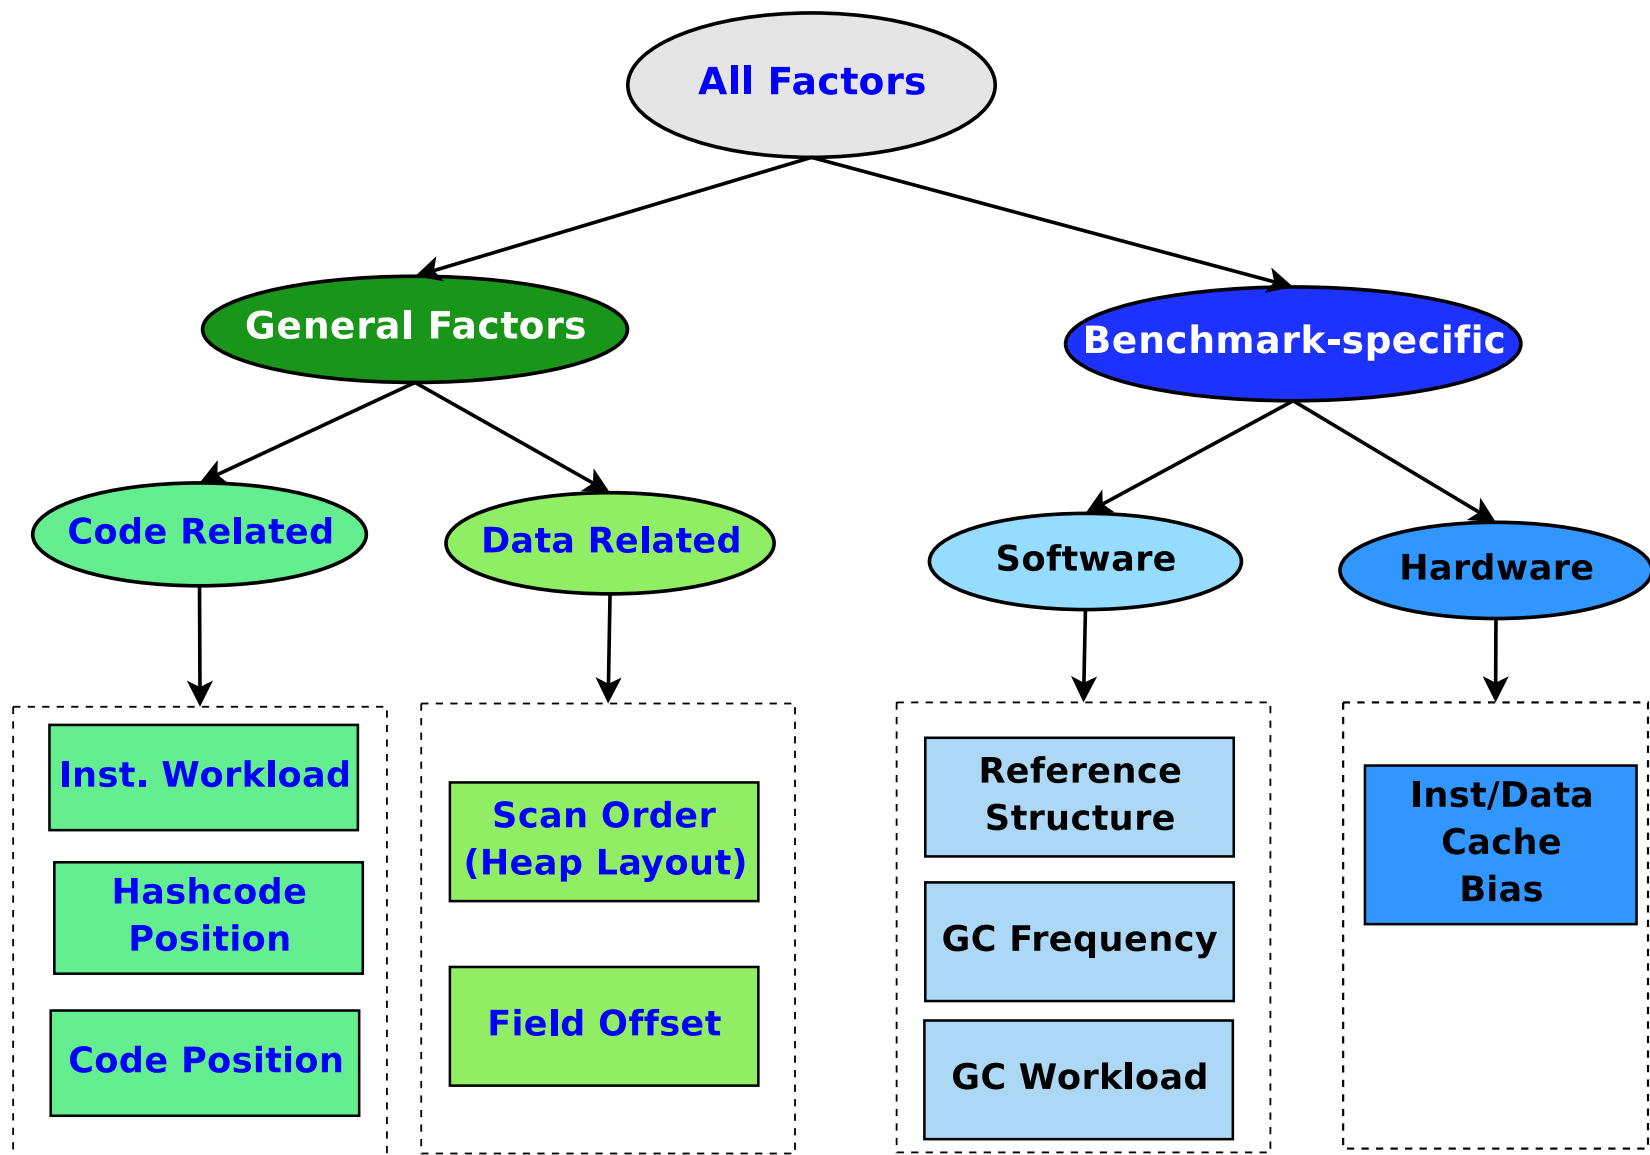 All Factors
General Factors
Benchmark-specific
Code Related
Data Related
Software
Hardware
Inst. Workload
Hashcode
Position
Code Position
Scan Order
(Heap Layout)
Field Offset
Reference
Structure
GC Frequency
GC Workload
Inst/Data
Cache
Bias